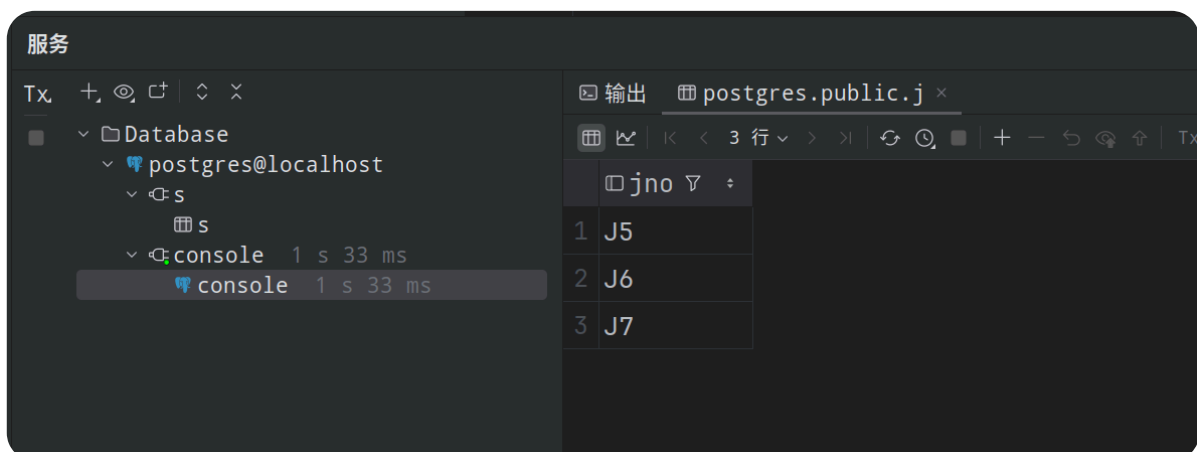 服务
Tx
Database
postgres@localhost
s
s
console 1 s 33 ms
console 1 s 33 ms
输出 postgres.public.j
3 行 Tx
jno
1 J5
2 J6
3 J7